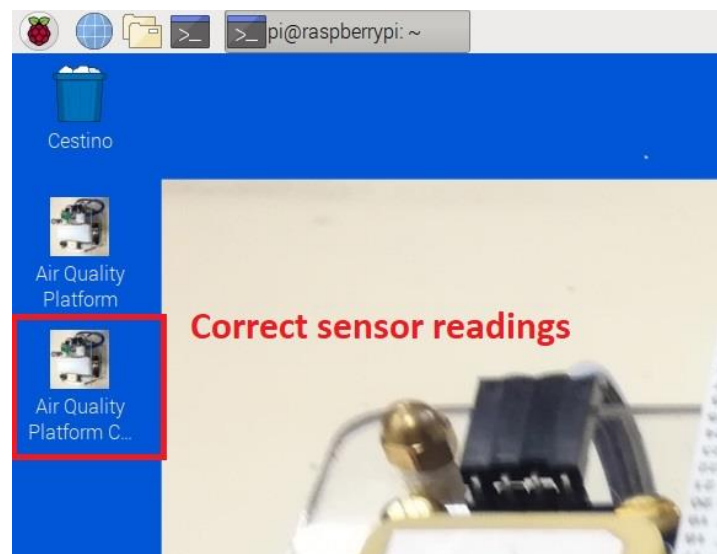 pi@raspberrypi: ~
Cestino
Air Quality
Platform
Correct sensor readings
Air Quality
Platform C...